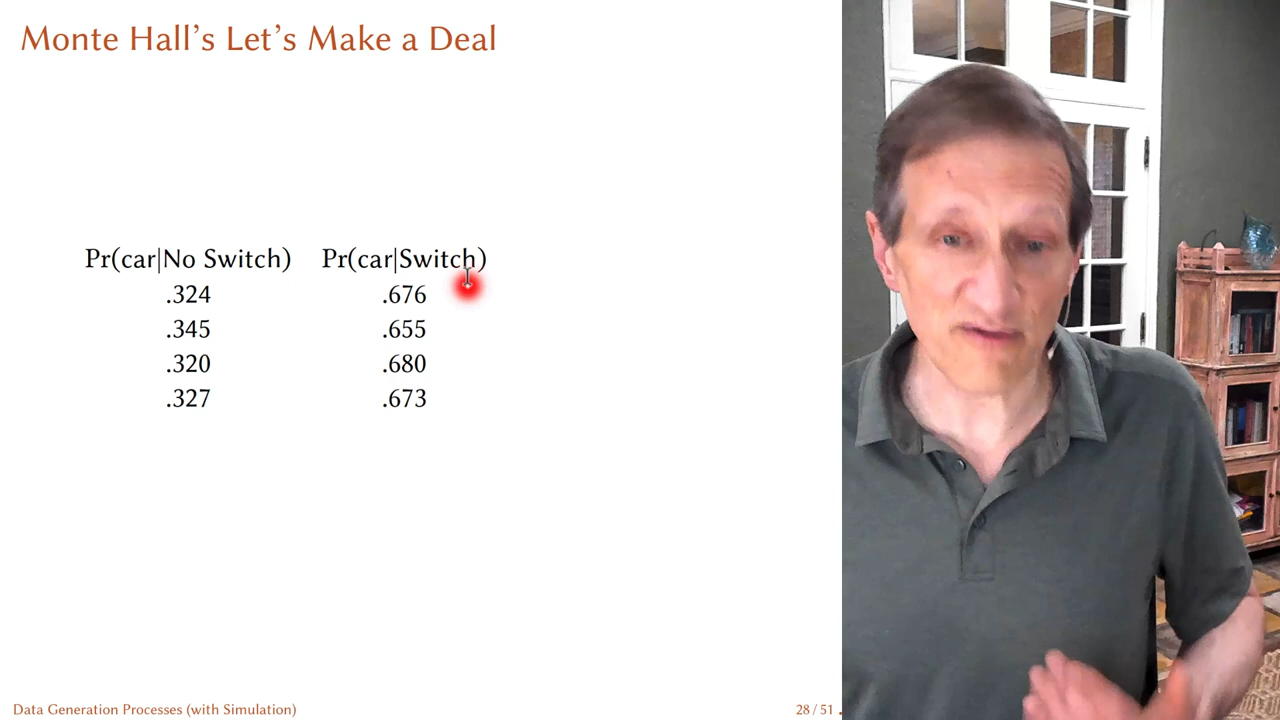 Monte Hall's Let's Make a Deal
Pr(car|No Switch) Pr(car|Switch)
.324 .676
.345 .655
.320 .680
.327 .673
Data Generation Processes (with Simulation) 28 / 51 .